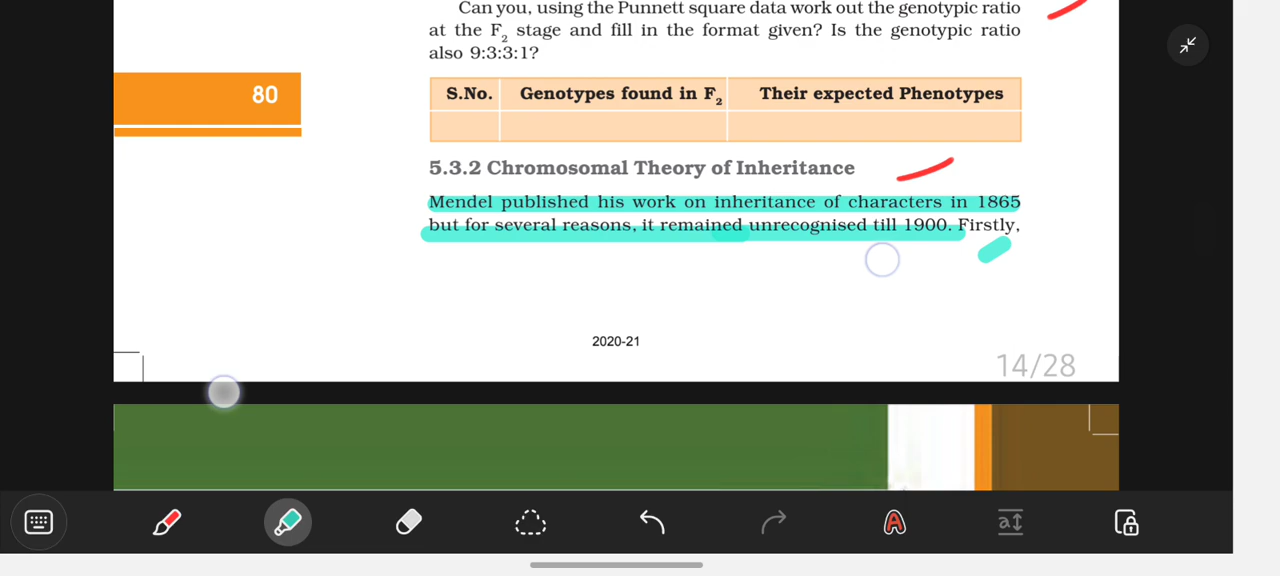 Can you, using the Punnett square data work out the genotypic ratio
at the F2 stage and fill in the format given? Is the genotypic ratio
also 9:3:3:1?
80
S.No. Genotypes found in F2 Their expected Phenotypes
5.3.2 Chromosomal Theory of Inheritance
Mendel published his work on inheritance of characters in 1865
but for several reasons, it remained unrecognised till 1900. Firstly,
2020-21
14/28
A
a